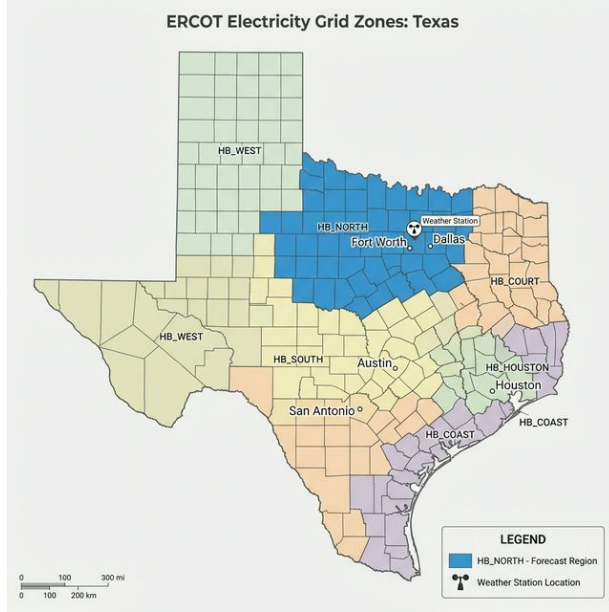 ERCOT Electricity Grid Zones: Texas
HB_WEST
HB_NORTH
Weather Station
Fort Worth
Dallas
HB_COURT
HB_WEST
HB_SOUTH
Austin
HB_HOUSTON
Houston
San Antonio
HB_COAST
HB_COAST
LEGEND
HB_NORTH - Forecast Region
Weather Station Location
0 100 300 mi
0 100 200 km